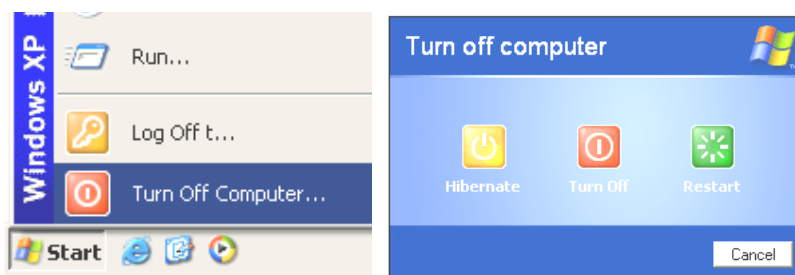 Windows XP
Run...
Log Off t...
Turn Off Computer...
Start
Turn off computer
Hibernate
Turn Off
Restart
Cancel